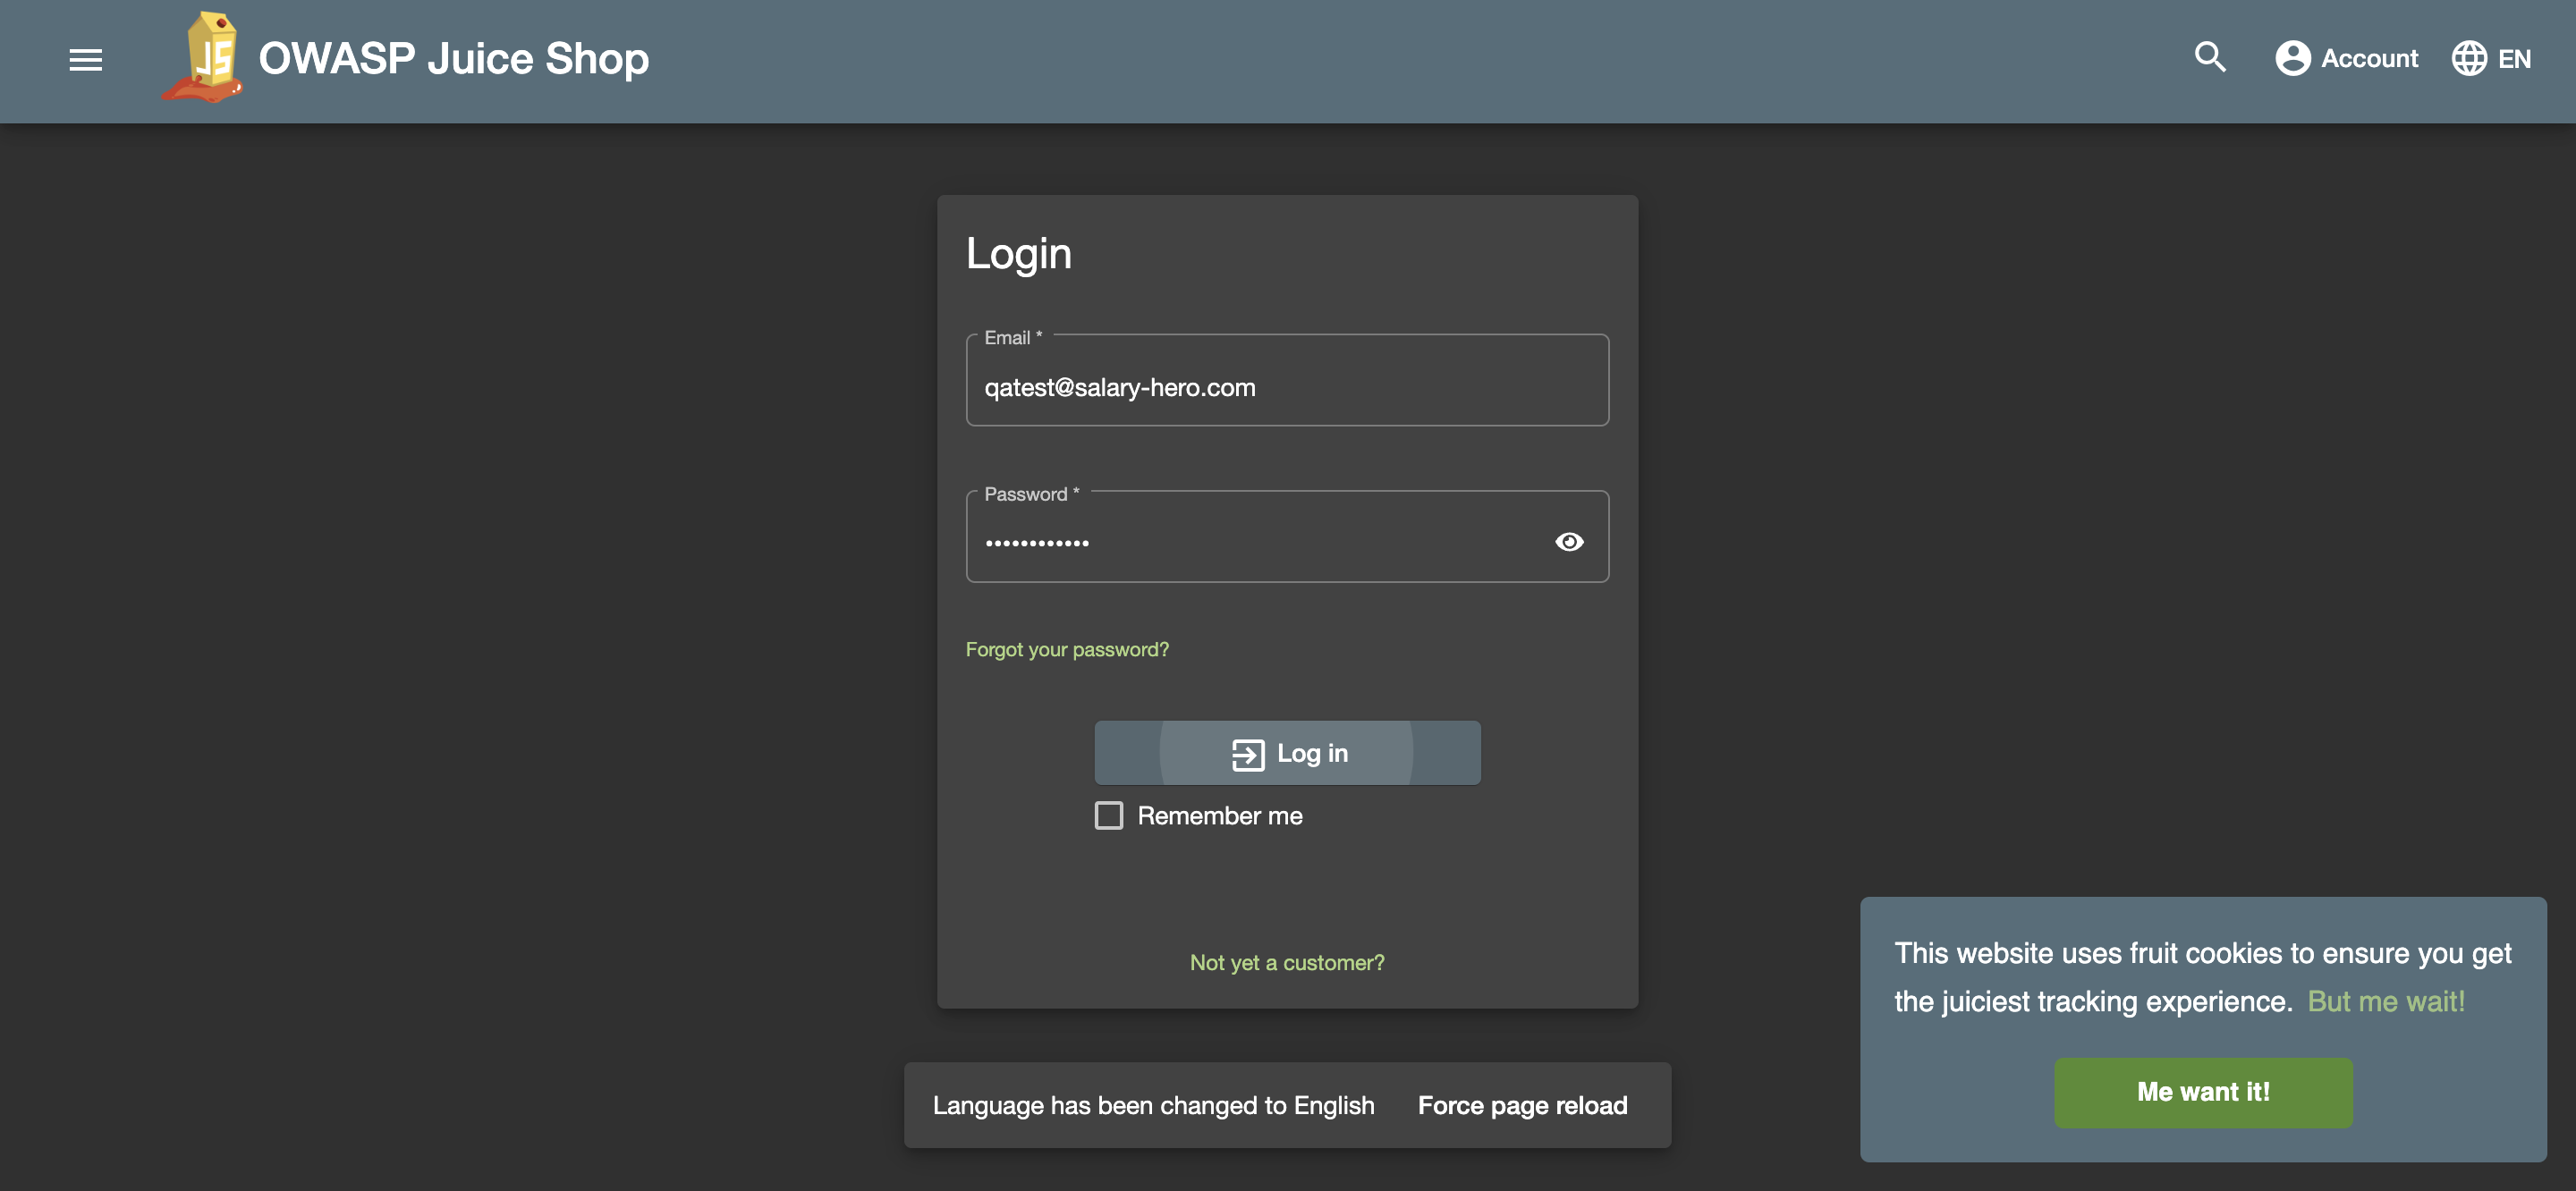 JS
OWASP Juice Shop
Account
EN
Login
Email *
qatest@salary-hero.com
Password *
••••••••••••
Forgot your password?
Log in
Remember me
Not yet a customer?
Language has been changed to English Force page reload
This website uses fruit cookies to ensure you get
the juiciest tracking experience. But me wait!
Me want it!